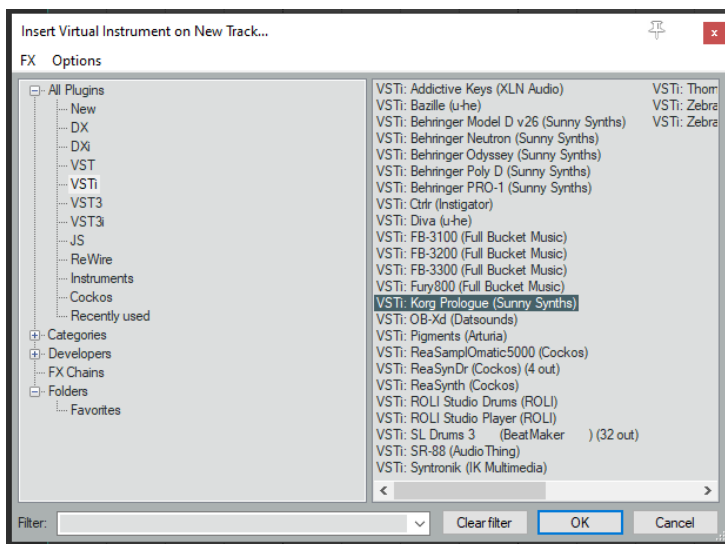 Insert Virtual Instrument on New Track...
FX Options
All Plugins
New
DX
DXi
VST
VSTi
VST3
VST3i
JS
ReWire
Instruments
Cockos
Recently used
Categories
Developers
FX Chains
Folders
Favorites
VSTi: Addictive Keys (XLN Audio)
VSTi: Bazille (u-he)
VSTi: Behringer Model D v26 (Sunny Synths)
VSTi: Behringer Neutron (Sunny Synths)
VSTi: Behringer Odyssey (Sunny Synths)
VSTi: Behringer Poly D (Sunny Synths)
VSTi: Behringer PRO-1 (Sunny Synths)
VSTi: Ctrlr (Instigator)
VSTi: Diva (u-he)
VSTi: FB-3100 (Full Bucket Music)
VSTi: FB-3200 (Full Bucket Music)
VSTi: FB-3300 (Full Bucket Music)
VSTi: Fury800 (Full Bucket Music)
VSTi: Korg Prologue (Sunny Synths)
VSTi: OB-Xd (Datsounds)
VSTi: Pigments (Arturia)
VSTi: ReaSamplOmatic5000 (Cockos)
VSTi: ReaSynDr (Cockos) (4 out)
VSTi: ReaSynth (Cockos)
VSTi: ROLI Studio Drums (ROLI)
VSTi: ROLI Studio Player (ROLI)
VSTi: SL Drums 3 (BeatMaker ) (32 out)
VSTi: SR-88 (AudioThing)
VSTi: Syntronik (IK Multimedia)
VSTi:
VSTi: Zebra
VSTi: Zebra
Filter:
Clear filter
OK
Cancel